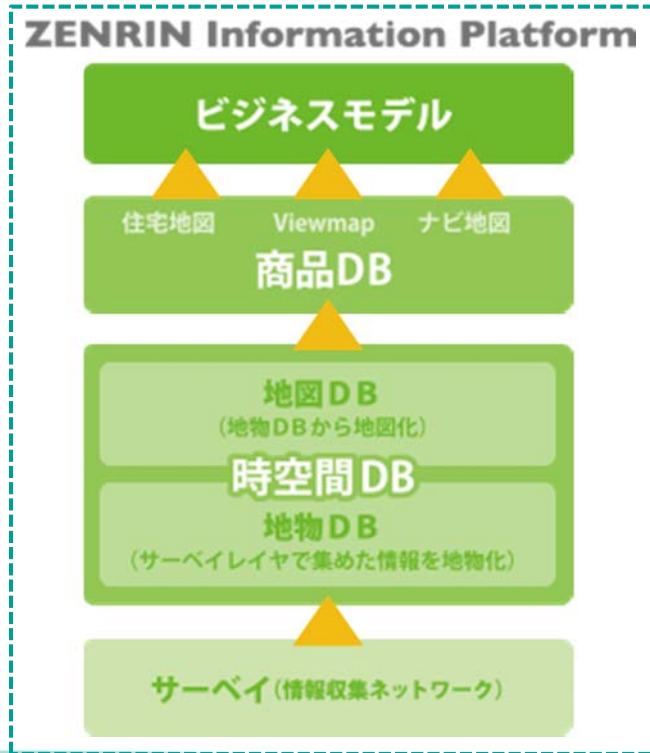 ZENRIN Information Platform
ビジネスモデル
住宅地図 Viewmap ナビ地図
商品DB
地図DB
(地物DBから地図化)
時空間DB
地物DB
(サーベイレイヤで集めた情報を地物化)
サーベイ(情報収集ネットワーク)